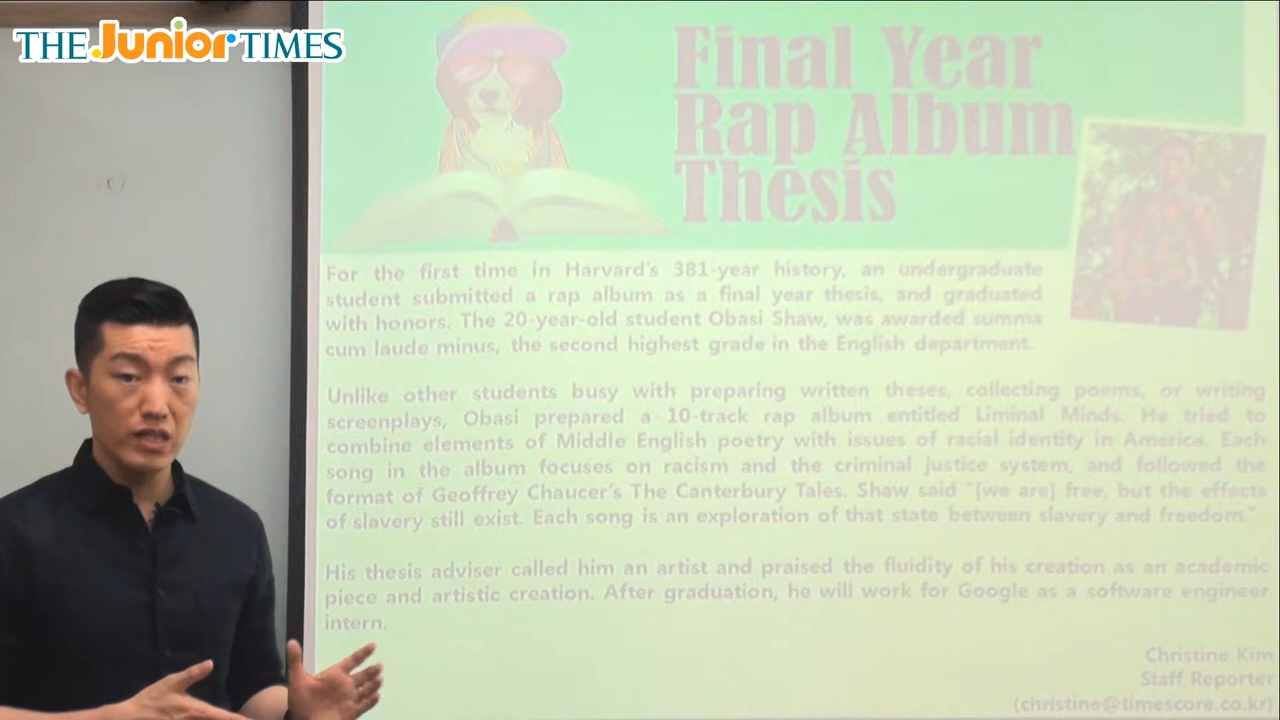 THE Junior TIMES
Final Year
Rap Album
Thesis
For the first time in Harvard's 381-year history, an undergraduate
student submitted a rap album as a final year thesis, and graduated
with honors. The 20-year-old student Obasi Shaw, was awarded summa
cum laude minus, the second highest grade in the English department.
Unlike other students busy with preparing written theses, collecting poems, or writing
screenplays, Obasi prepared a 10-track rap album entitled Liminal Minds. He tried to
combine elements of Middle English poetry with issues of racial identity in America. Each
song in the album focuses on racism and the criminal justice system, and followed the
format of Geoffrey Chaucer's The Canterbury Tales. Shaw said "[we are] free, but the effects
of slavery still exist. Each song is an exploration of that state between slavery and freedom."
His thesis adviser called him an artist and praised the fluidity of his creation as an academic
piece and artistic creation. After graduation, he will work for Google as a software engineer
intern.
Christine Kim
Staff Reporter
(christine@timescore.co.kr)